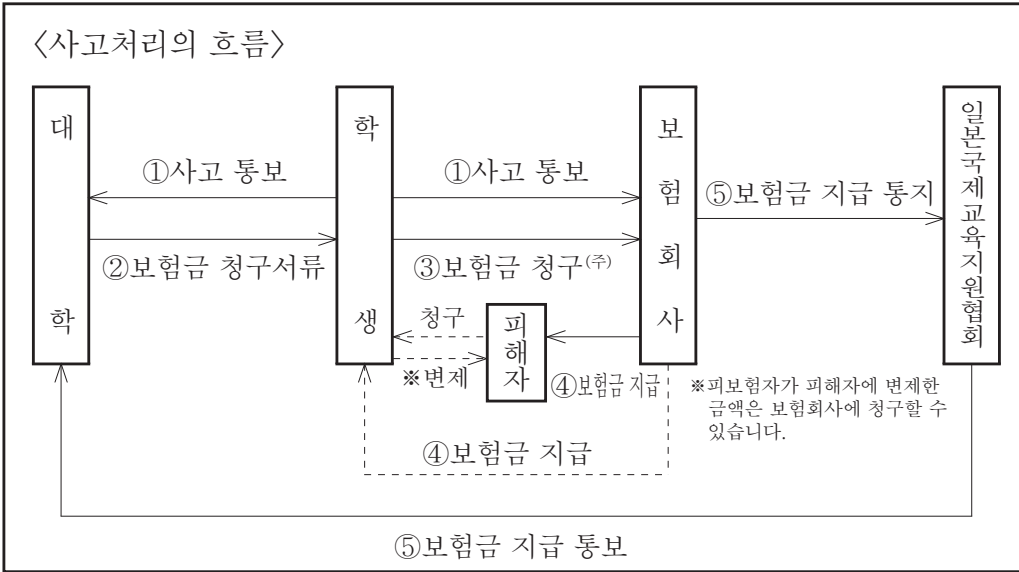 〈사고처리의 흐름〉
대학
학생
보험회사
일본국제교육지원협회
①사고 통보
①사고 통보
⑤보험금 지급 통지
②보험금 청구서류
③보험금 청구(주)
청구
피해자
※변제
④보험금 지급
※피보험자가 피해자에 변제한
금액은 보험회사에 청구할 수
있습니다.
④보험금 지급
⑤보험금 지급 통보